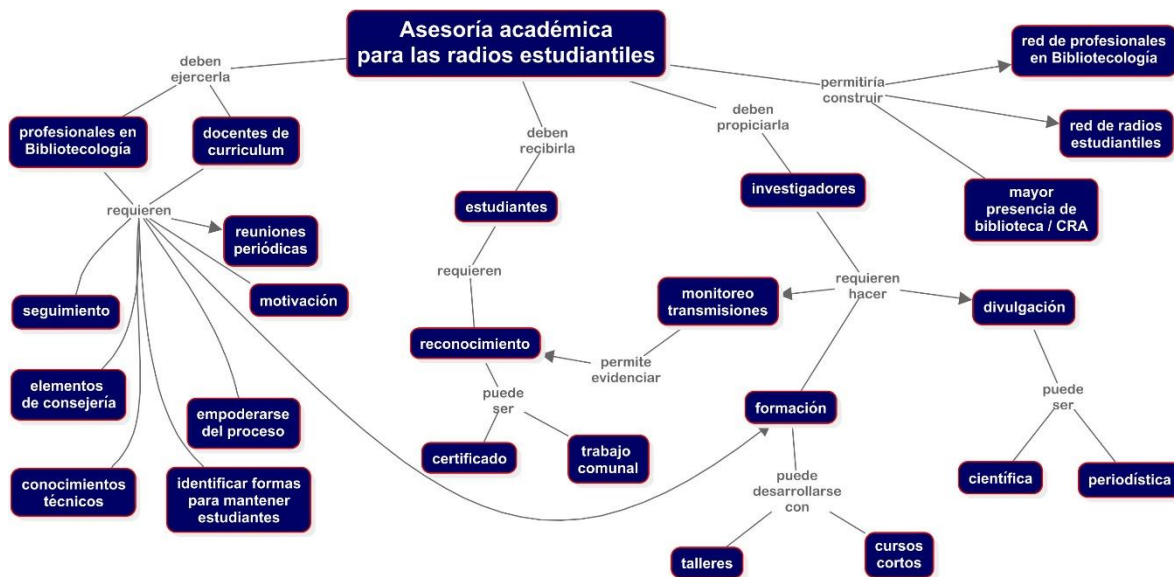 Asesoría académica
para las radios estudiantiles
deben
ejercerla
profesionales en
Bibliotecología
docentes de
curriculum
requieren
reuniones
periódicas
motivación
seguimiento
elementos
de consejería
empoderarse
del proceso
conocimientos
técnicos
identificar formas
para mantener
estudiantes
deben
recibirla
estudiantes
requieren
reconocimiento
puede
ser
certificado
trabajo
comunal
deben
propiciarla
investigadores
requieren
hacer
monitoreo
transmisiones
permite
evidenciar
formación
puede
desarrollarse
con
talleres
cursos
cortos
divulgación
puede
ser
científica
periodística
permitiría
construir
red de profesionales
en Bibliotecología
red de radios
estudiantiles
mayor
presencia de
biblioteca / CRA